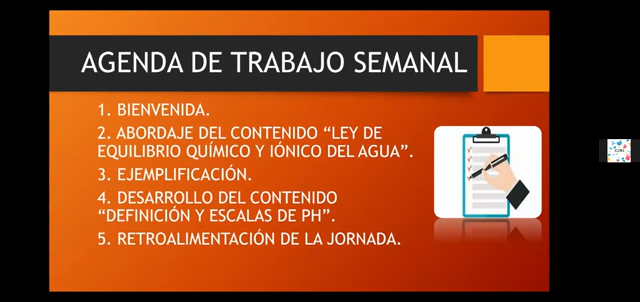 AGENDA DE TRABAJO SEMANAL
1. BIENVENIDA.
2. ABORDAJE DEL CONTENIDO “LEY DE
EQUILIBRIO QUÍMICO Y IÓNICO DEL AGUA”.
3. EJEMPLIFICACIÓN.
4. DESARROLLO DEL CONTENIDO
“DEFINICIÓN Y ESCALAS DE PH”.
5. RETROALIMENTACIÓN DE LA JORNADA.